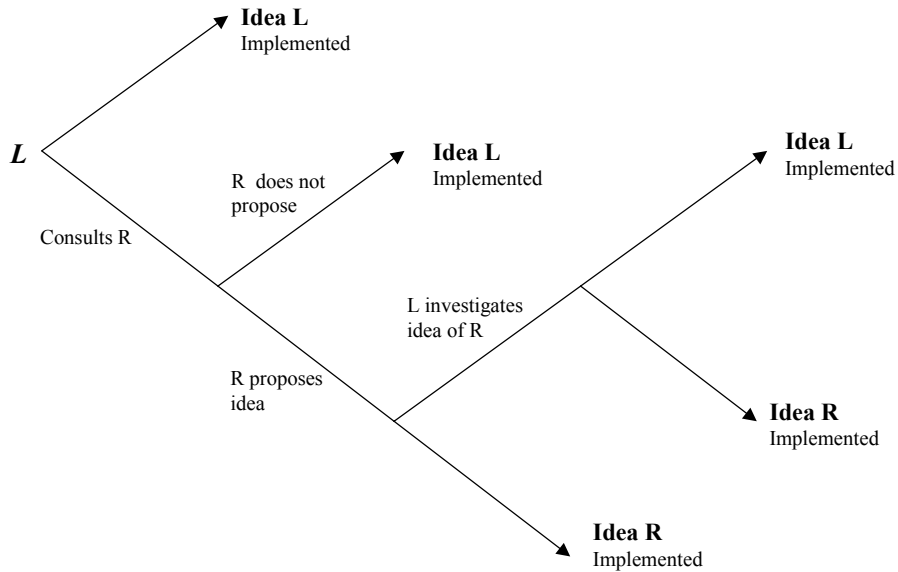 Idea L
Implemented
L
Idea L
Implemented
Idea L
Implemented
R does not
propose
Consults R
L investigates
idea of R
R proposes
idea
Idea R
Implemented
Idea R
Implemented